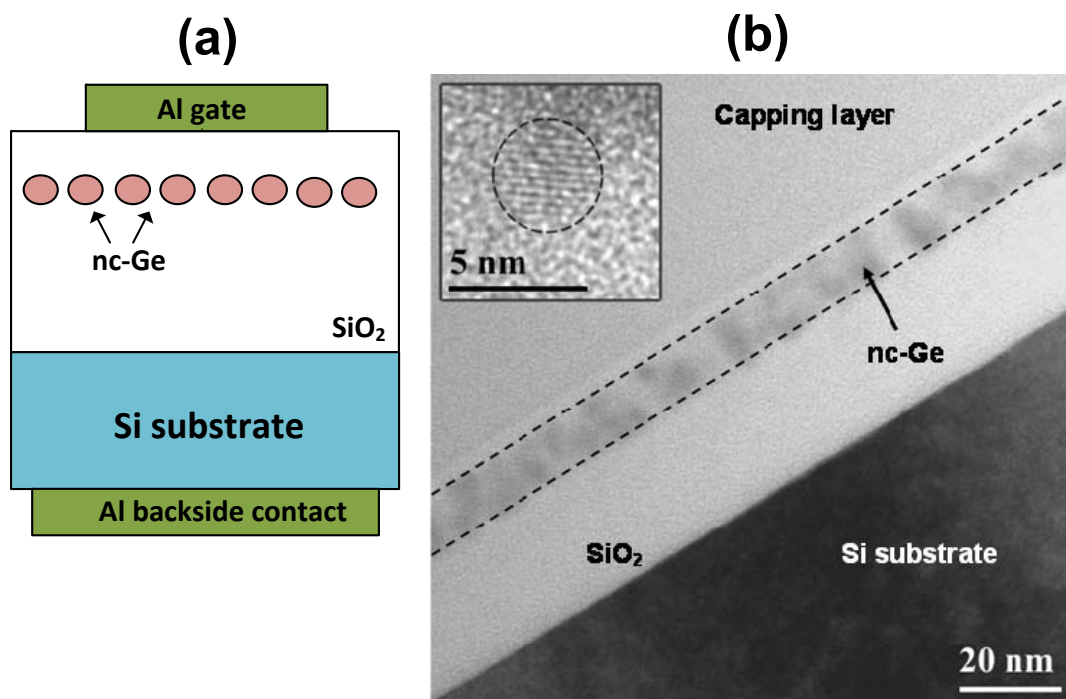 (a)
Al gate
nc-Ge
SiO₂
Si substrate
Al backside contact
(b)
Capping layer
5 nm
nc-Ge
SiO₂
Si substrate
20 nm